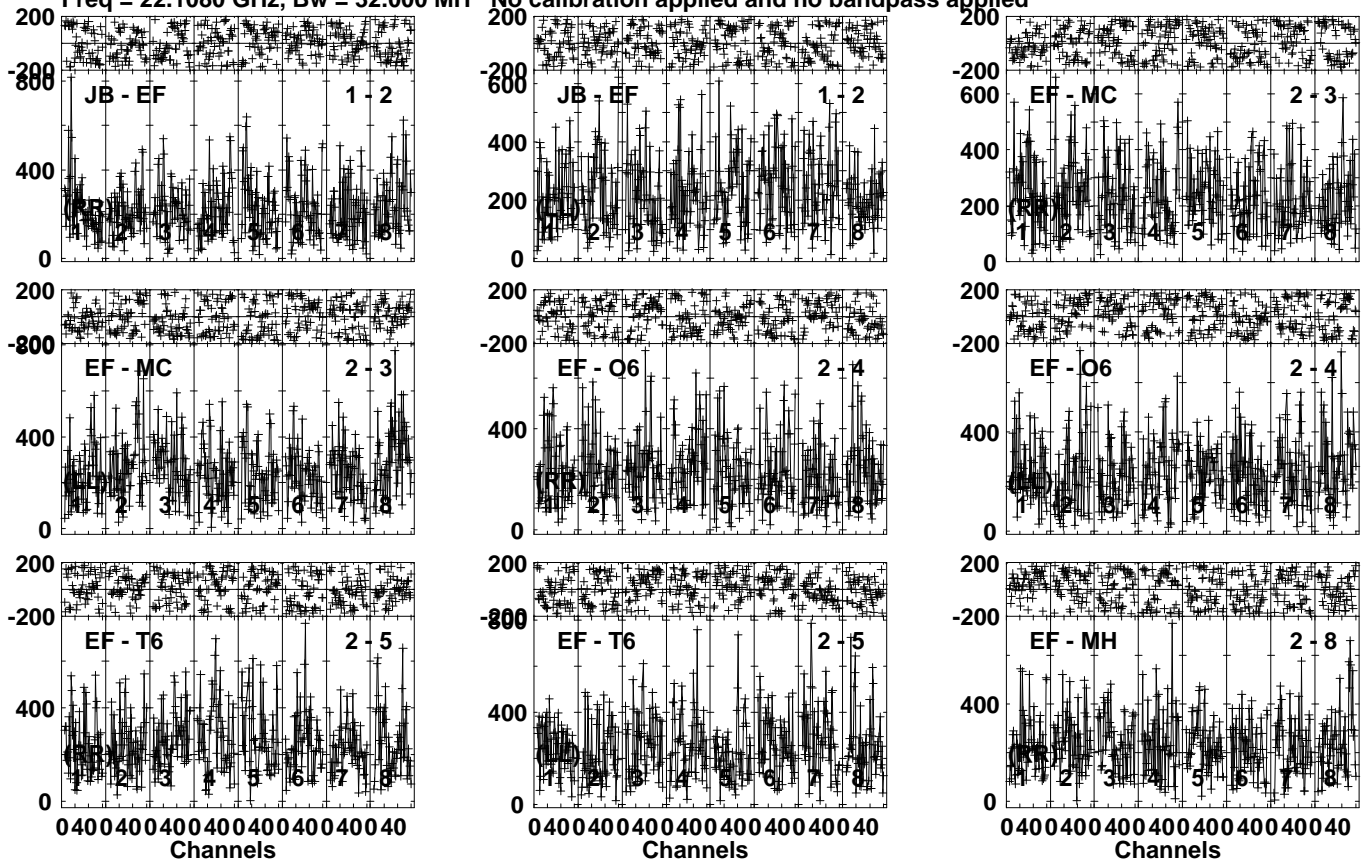 Freq = 22.1080 GHz, Bw = 32.000 MH No calibration applied and no bandpass applied
200 200 200
-200 -200 -200
800 600 600
JB - EF 1 - 2 JB - EF 1 - 2 EF - MC 2 - 3
400 400 400
200 200
(RR) (LL) (RR)
1 2 3 4 5 6 7 8 1 2 3 4 5 6 7 8 1 2 3 4 5 6 7 8
0 0 0
200 200 200
-200 -200 -200
800
EF - MC 2 - 3 EF - O6 2 - 4 EF - O6 2 - 4
400 400 400
(LL) (RR) (LL)
1 2 3 4 5 6 7 8 1 2 3 4 5 6 7 8 1 2 3 4 5 6 7 8
0 0 0
200 200 200
-200 -200 -200
800
EF - T6 2 - 5 EF - T6 2 - 5 EF - MH 2 - 8
400 400 400
(RR) (LL) (RR)
1 2 3 4 5 6 7 8 1 2 3 4 5 6 7 8 1 2 3 4 5 6 7 8
0 0 0
0 40 0 40 0 40 0 40 0 40 0 40 0 40 0 40 0 40 0 40 0 40 0 40 0 40 0 40 0 40 0 40 0 40 0 40 0 40 0 40 0 40 0 40 0 40 0 40
Channels Channels Channels